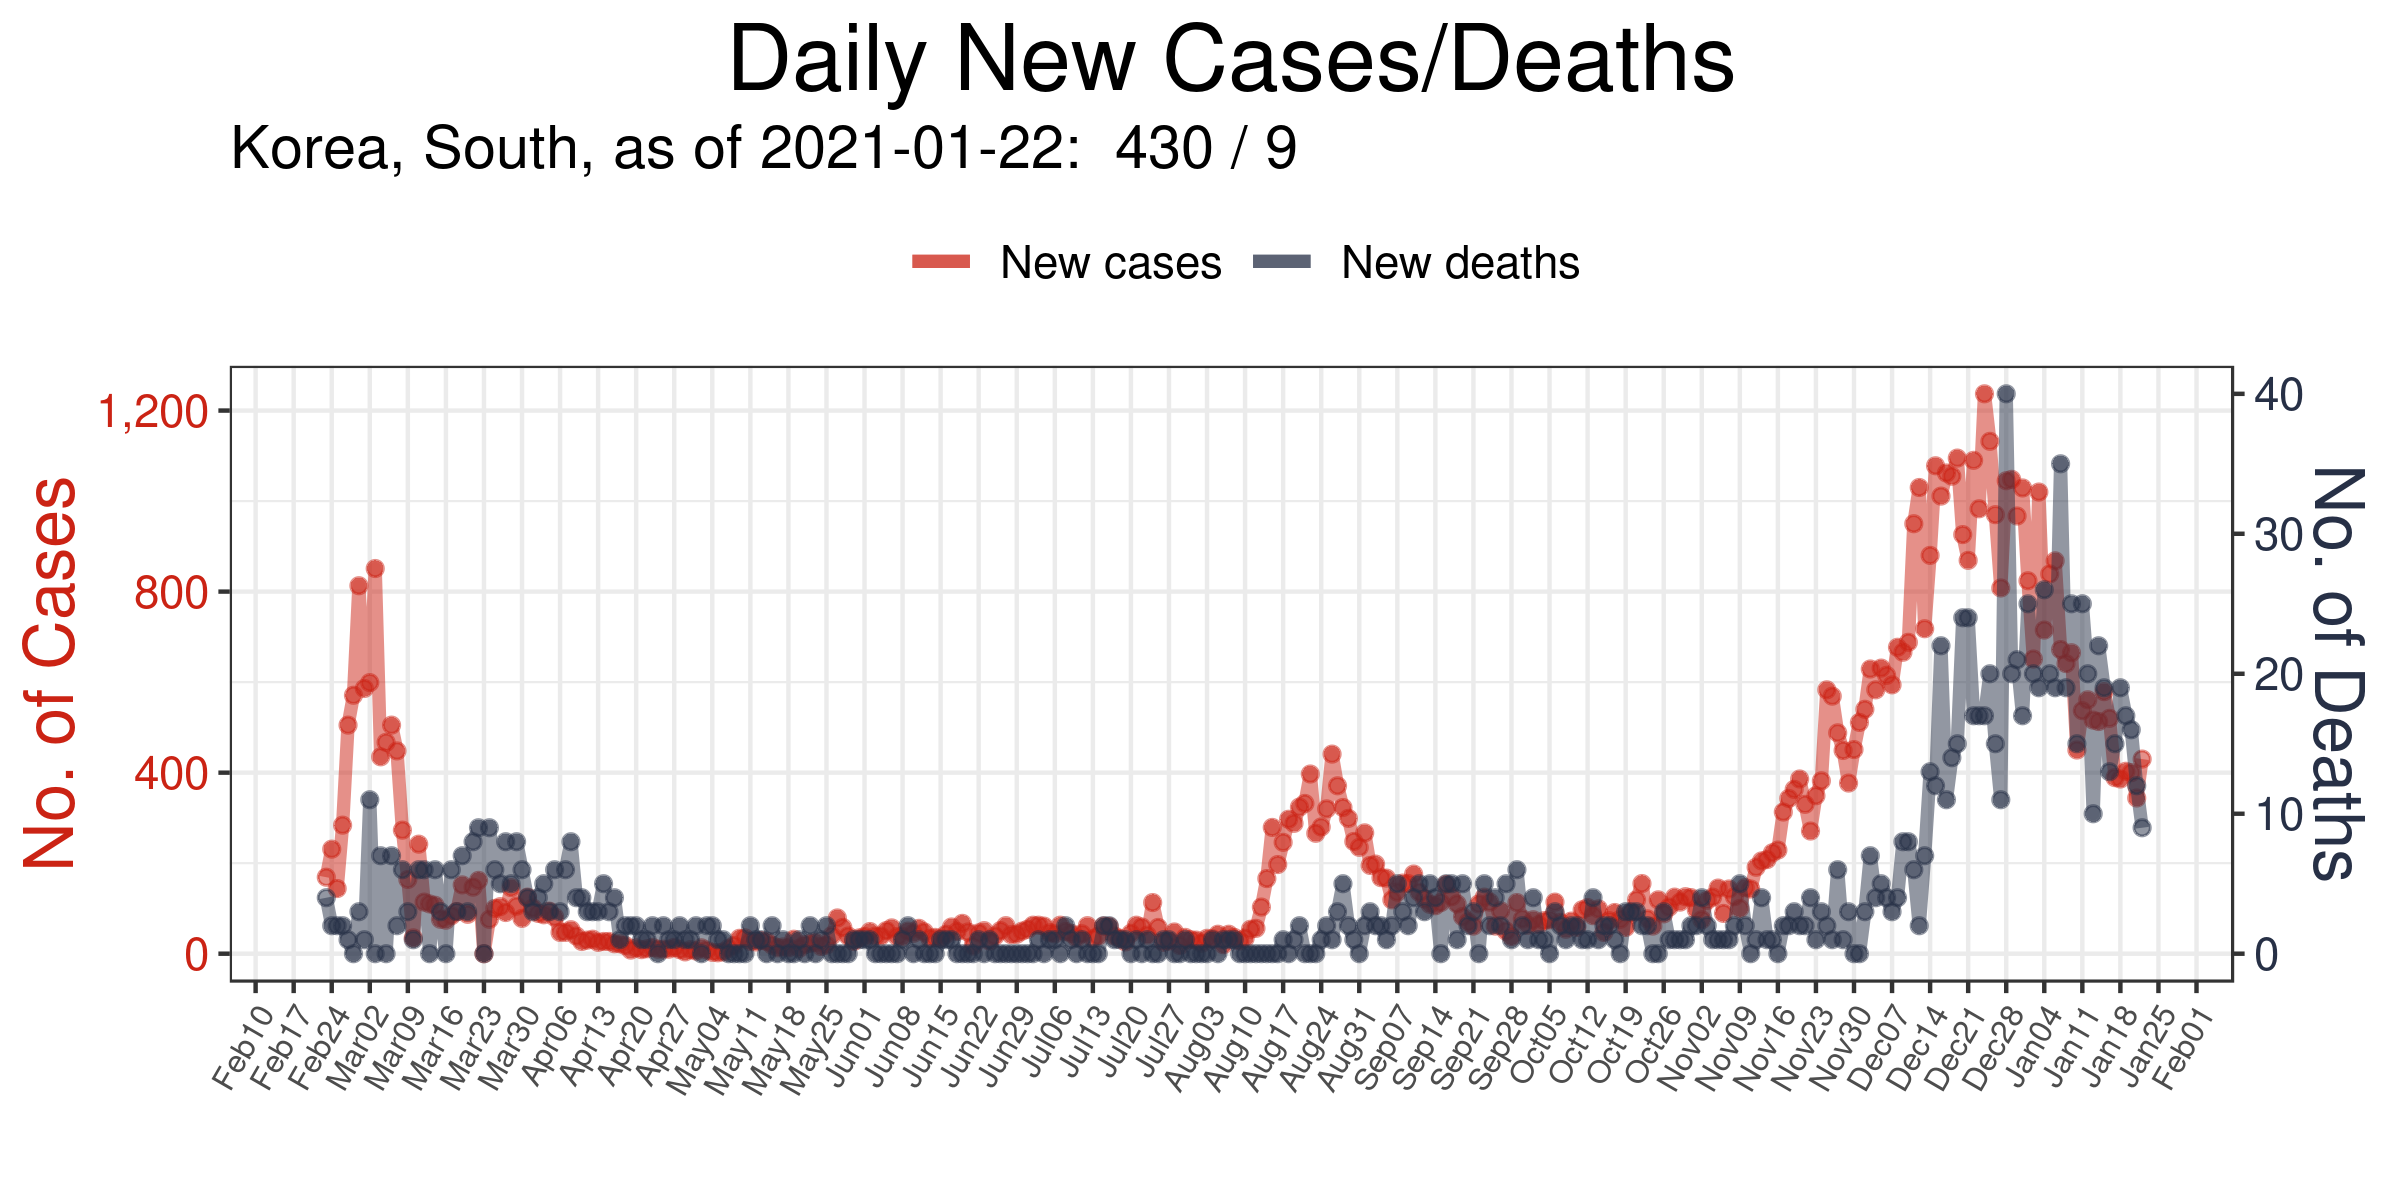 Daily New Cases/Deaths
Korea, South, as of 2021-01-22:  430 / 9
New cases New deaths
No. of Cases
1,200
800
400
0
40
30
20
10
0
No. of Deaths
Feb10 Feb17 Feb24 Mar02 Mar09 Mar16 Mar23 Mar30 Apr06 Apr13 Apr20 Apr27 May04 May11 May18 May25 Jun01 Jun08 Jun15 Jun22 Jun29 Jul06 Jul13 Jul20 Jul27 Aug03 Aug10 Aug17 Aug24 Aug31 Sep07 Sep14 Sep21 Sep28 Oct05 Oct12 Oct19 Oct26 Nov02 Nov09 Nov16 Nov23 Nov30 Dec07 Dec14 Dec21 Dec28 Jan04 Jan11 Jan18 Jan25 Feb01